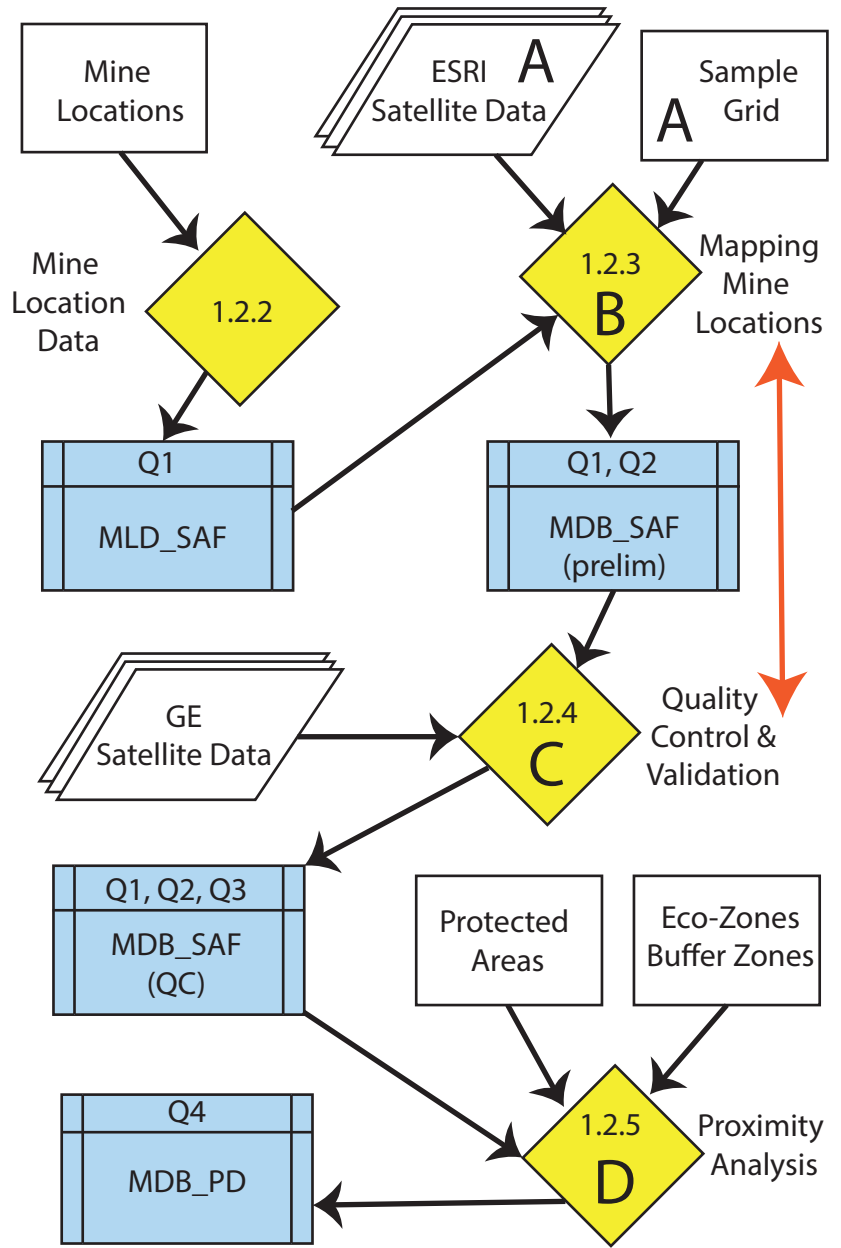 Mine
Locations
ESRI A
Satellite Data
Sample
A Grid
Mine
Location
Data
1.2.2
1.2.3
B
Mapping
Mine
Locations
Q1
MLD_SAF
Q1, Q2
MDB_SAF
(prelim)
GE
Satellite Data
1.2.4
C
Quality
Control &
Validation
Q1, Q2, Q3
MDB_SAF
(QC)
Protected
Areas
Eco-Zones
Buffer Zones
Q4
MDB_PD
1.2.5
D
Proximity
Analysis